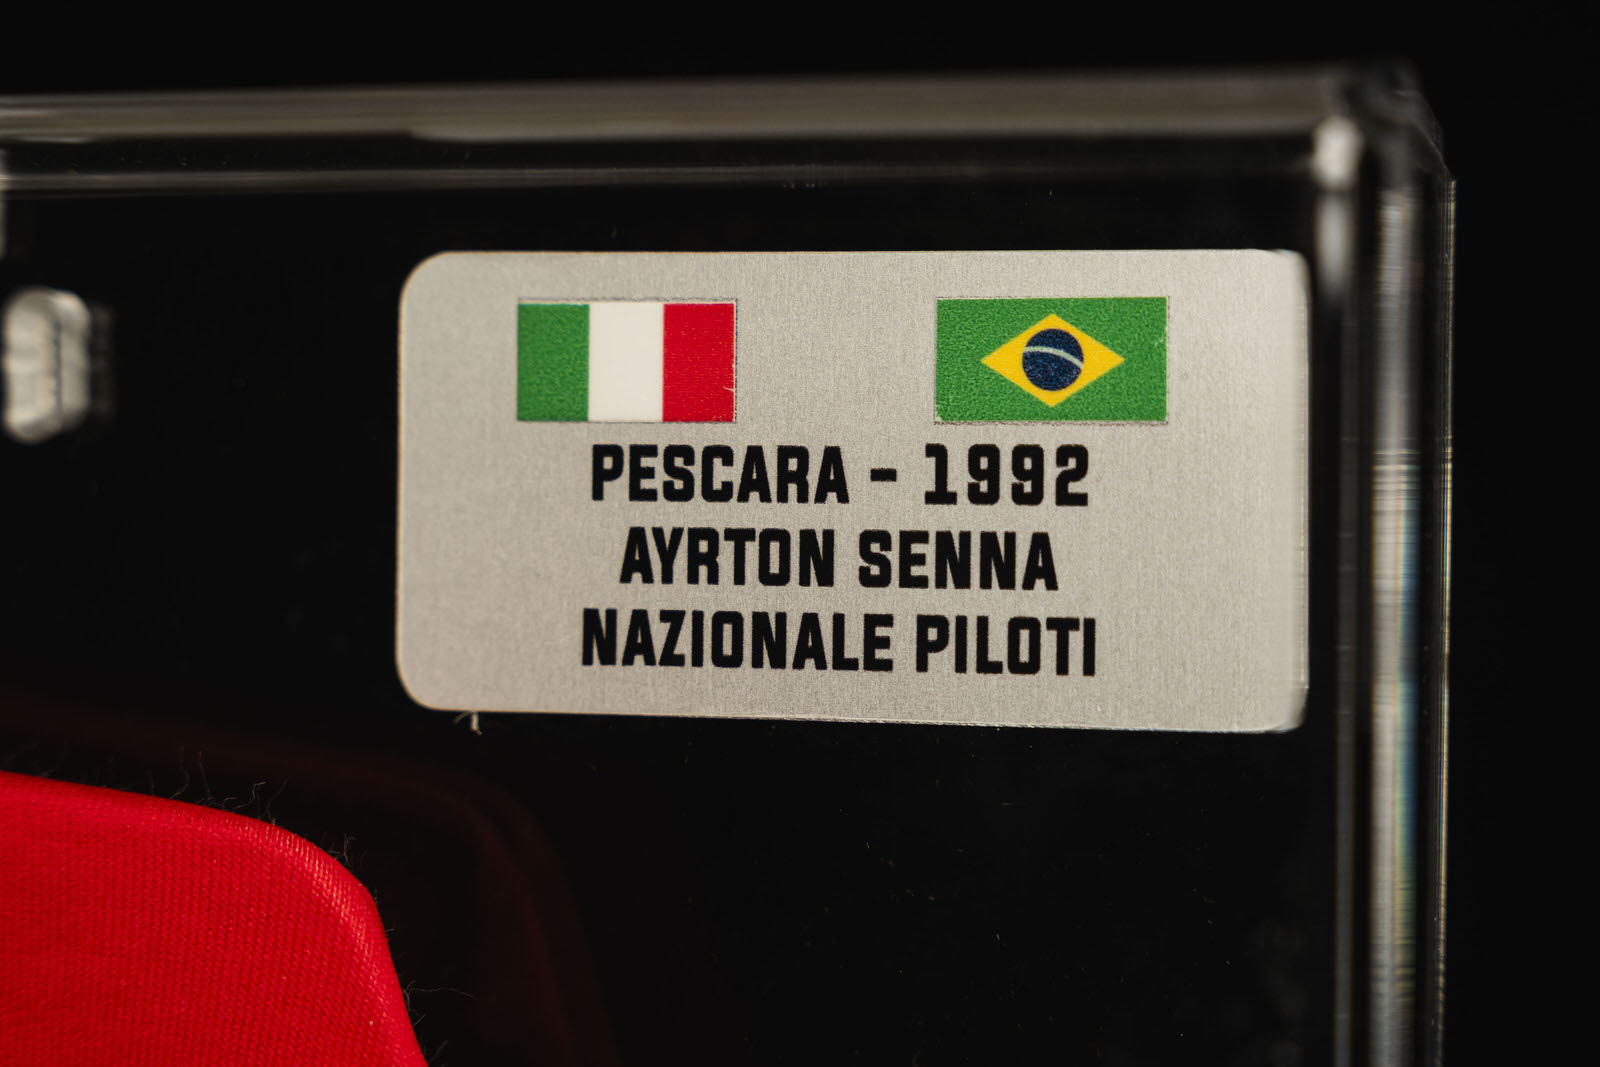 PESCARA - 1992
AYRTON SENNA
NAZIONALE PILOTI